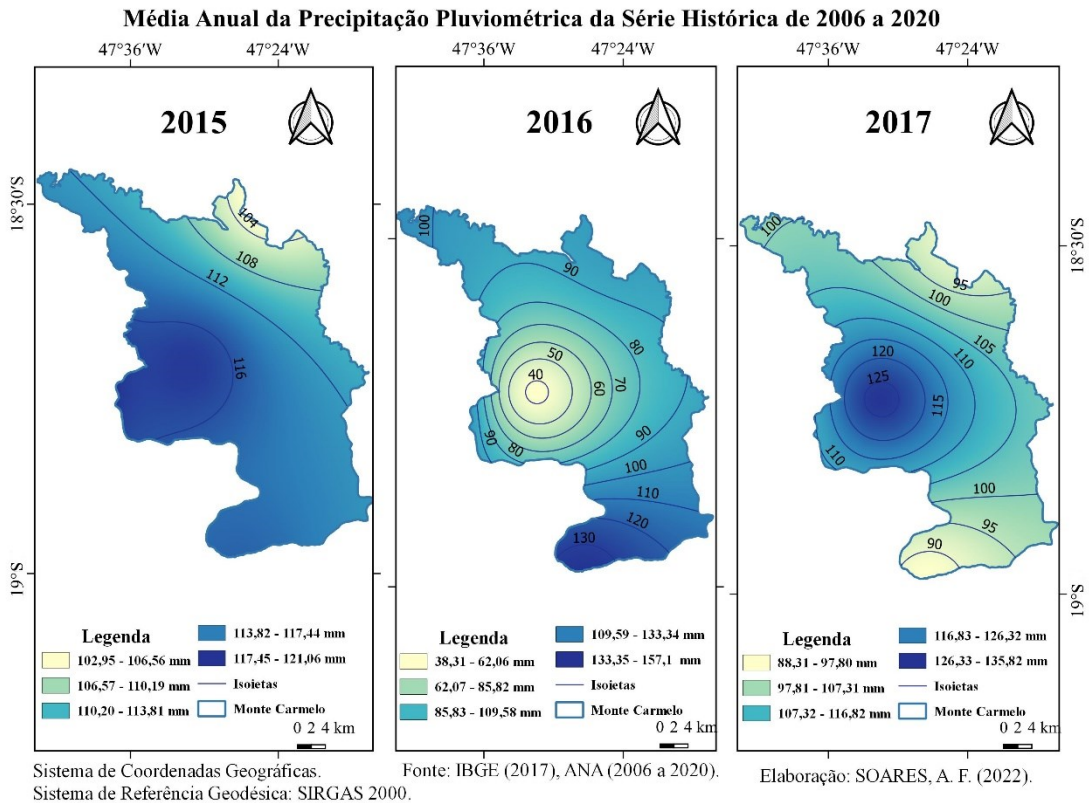 Média Anual da Precipitação Pluviométrica da Série Histórica de 2006 a 2020
47°36'W 47°24'W 47°36'W 47°24'W 47°36'W 47°24'W
2015
18°30'S
104
108
112
116
19°S
Legenda
102,95 - 106,56 mm
106,57 - 110,19 mm
110,20 - 113,81 mm
113,82 - 117,44 mm
117,45 - 121,06 mm
Isoietas
Monte Carmelo
0 2 4 km
2016
100
90
80
50
40
60
70
90
80
90
100
110
120
130
Legenda
38,31 - 62,06 mm
62,07 - 85,82 mm
85,83 - 109,58 mm
109,59 - 133,34 mm
133,35 - 157,1 mm
Isoietas
Monte Carmelo
0 2 4 km
2017
18°30'S
100
95
100
105
110
120
125
115
110
100
95
90
19°S
Legenda
88,31 - 97,80 mm
97,81 - 107,31 mm
107,32 - 116,82 mm
116,83 - 126,32 mm
126,33 - 135,82 mm
Isoietas
Monte Carmelo
0 2 4 km
Sistema de Coordenadas Geográficas.
Sistema de Referência Geodésica: SIRGAS 2000.
Fonte: IBGE (2017), ANA (2006 a 2020).
Elaboração: SOARES, A. F. (2022).